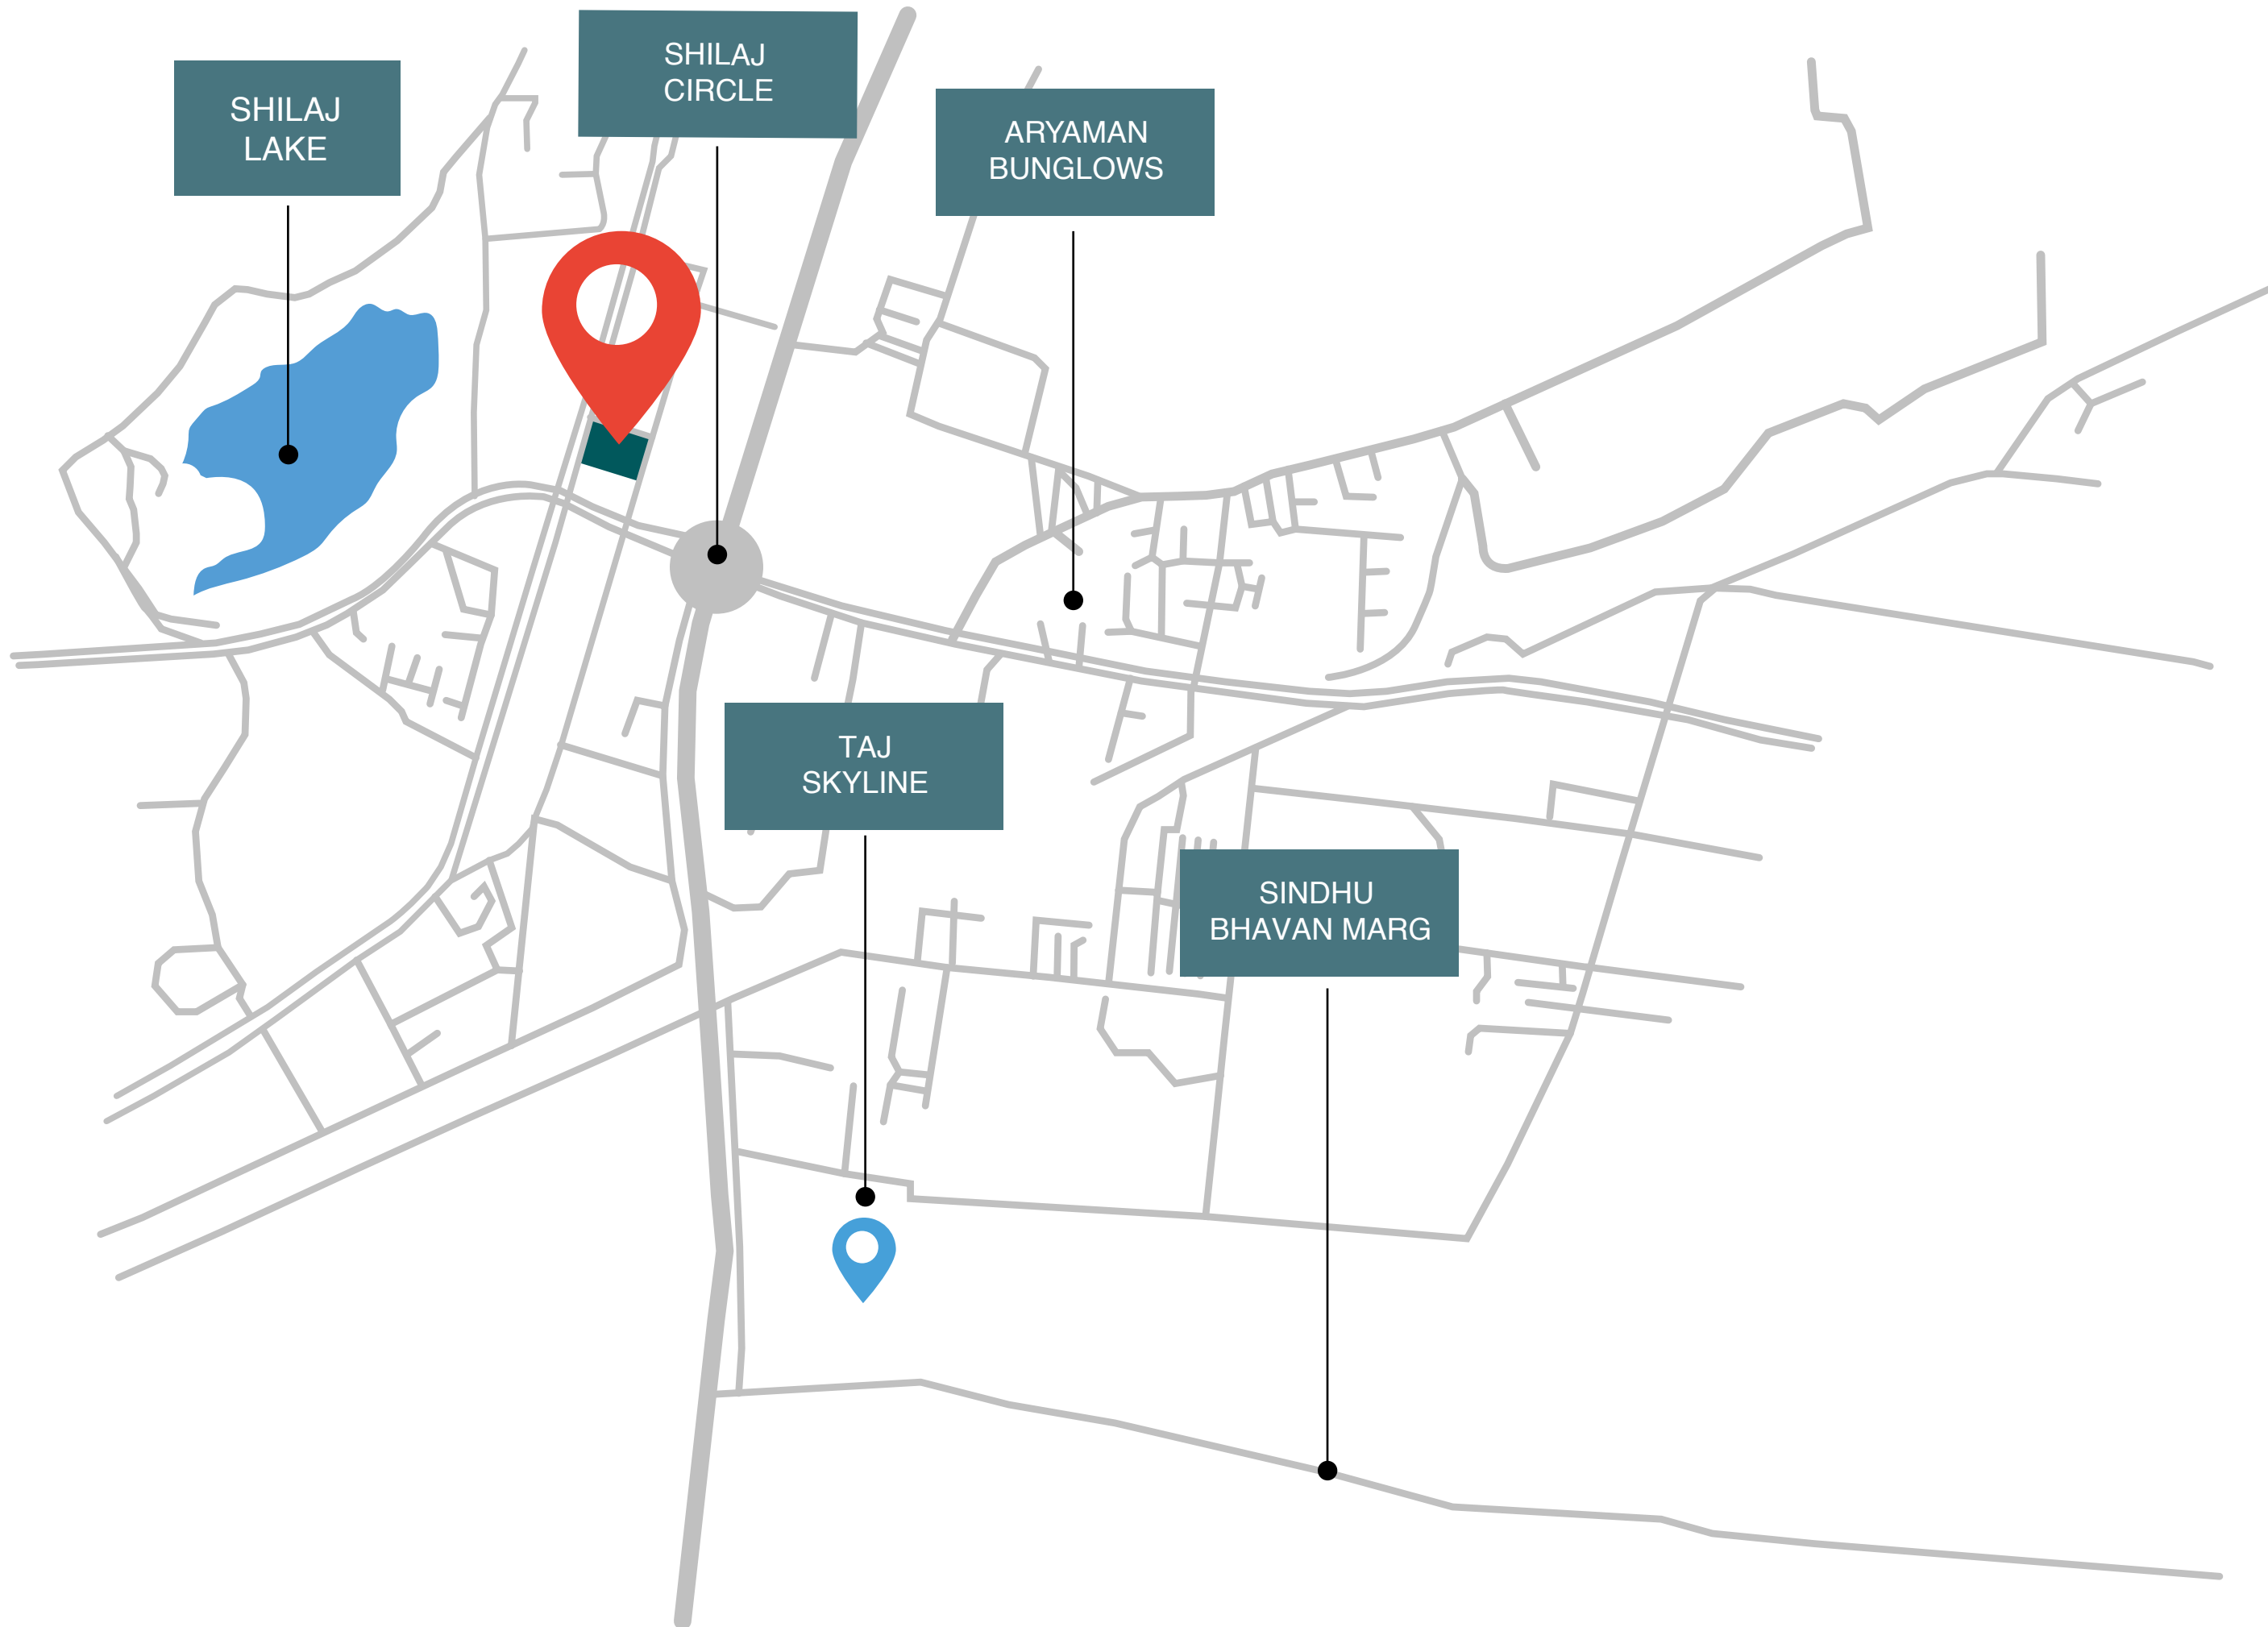 SHILAJ
LAKE
SHILAJ
CIRCLE
ARYAMAN
BUNGLOWS
TAJ
SKYLINE
SINDHU
BHAVAN MARG